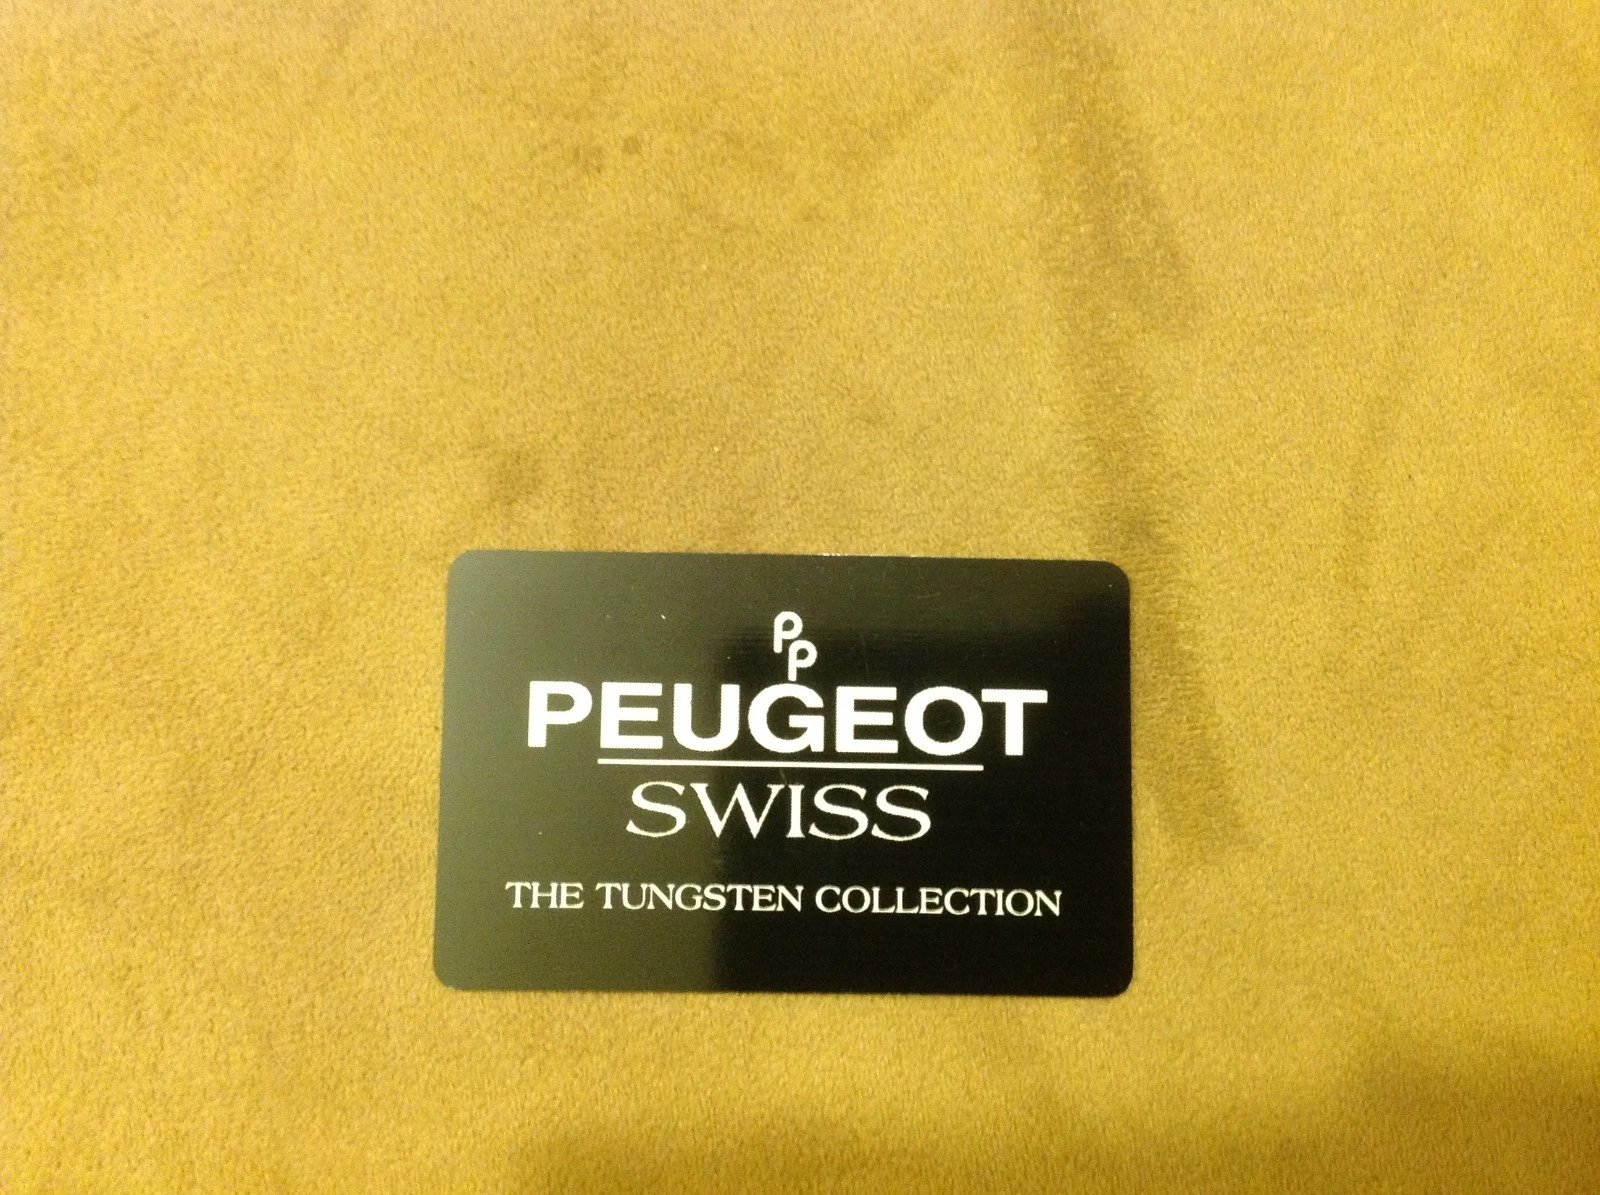 PP
PEUGEOT
SWISS
THE TUNGSTEN COLLECTION